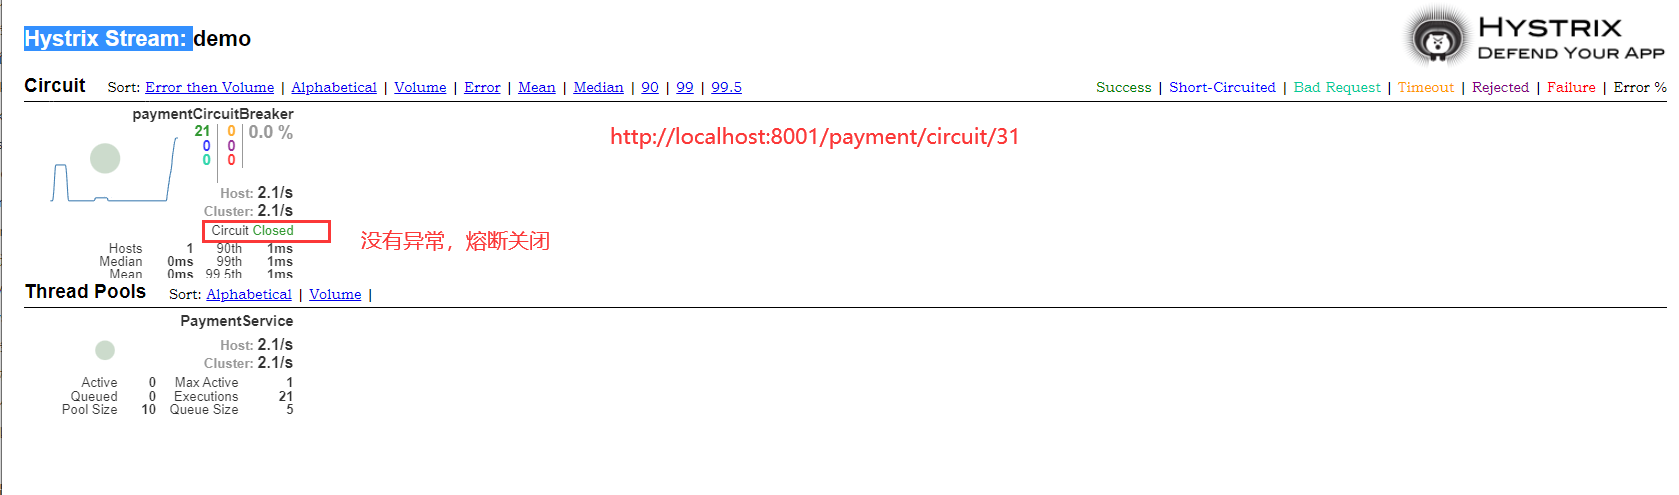 Hystrix Stream: demo
HYSTRIX
DEFEND YOUR APP
Circuit Sort: Error then Volume | Alphabetical | Volume | Error | Mean | Median | 90 | 99 | 99.5
Success | Short-Circuited | Bad Request | Timeout | Rejected | Failure | Error %
paymentCircuitBreaker
21 0 0.0 %
0 0
0 0
http://localhost:8001/payment/circuit/31
Host: 2.1/s
Cluster: 2.1/s
Circuit Closed
没有异常，熔断关闭
Hosts 1 90th 1ms
Median 0ms 99th 1ms
Mean 0ms 99.5th 1ms
Thread Pools Sort: Alphabetical | Volume |
PaymentService
Host: 2.1/s
Cluster: 2.1/s
Active 0 Max Active 1
Queued 0 Executions 21
Pool Size 10 Queue Size 5